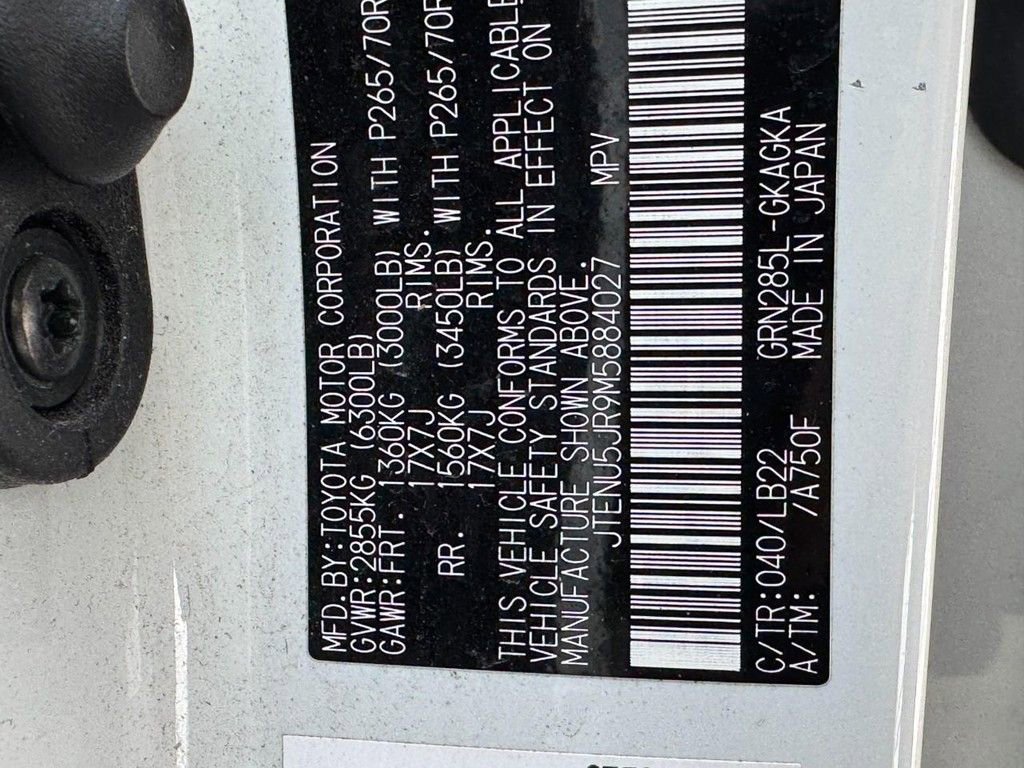 MFD.BY:TOYOTA MOTOR CORPORATION
GVWR:2855KG (6300LB)
GAWR:FRT. 1360KG (3000LB) WITH P265/70R
17X7J RIMS.
RR. 1560KG (3450LB) WITH P265/70R
17X7J RIMS.
THIS VEHICLE CONFORMS TO ALL APPLICABLE
VEHICLE SAFETY STANDARDS IN EFFECT ON
MANUFACTURE SHOWN ABOVE.
JTENU5JR9M5884027 MPV
C/TR:040/LB22 GRN285L-GKAGKA
A/TM: /A750F MADE IN JAPAN